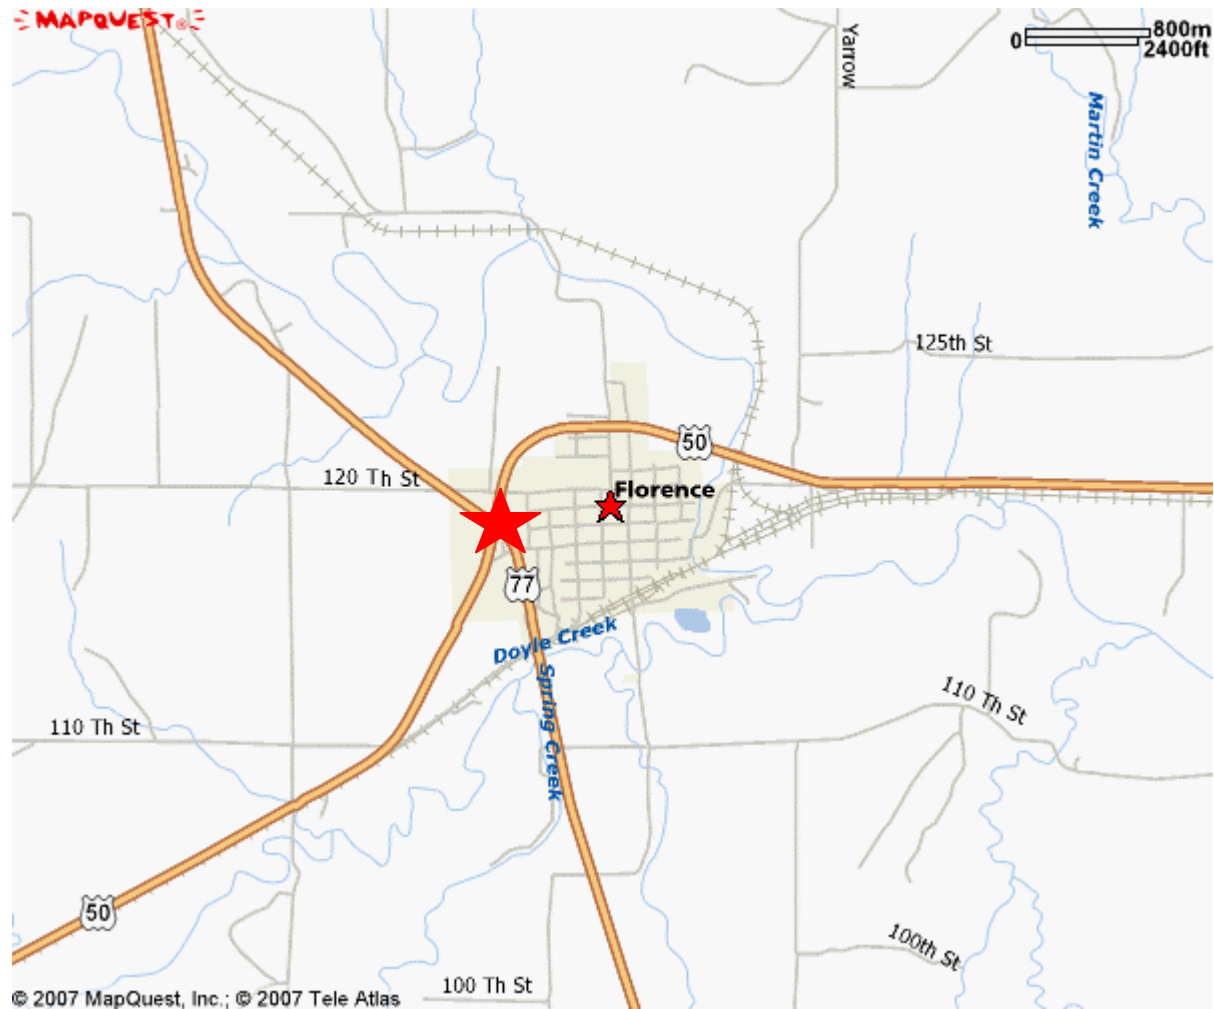 MAPQUEST®
Yarrow
800m
0
2400ft
Martin Creek
125th St
50
120 Th St
Florence
77
Doyle Creek
Spring Creek
110 Th St
110 Th St
50
100th St
100 Th St
© 2007 MapQuest, Inc.; © 2007 Tele Atlas